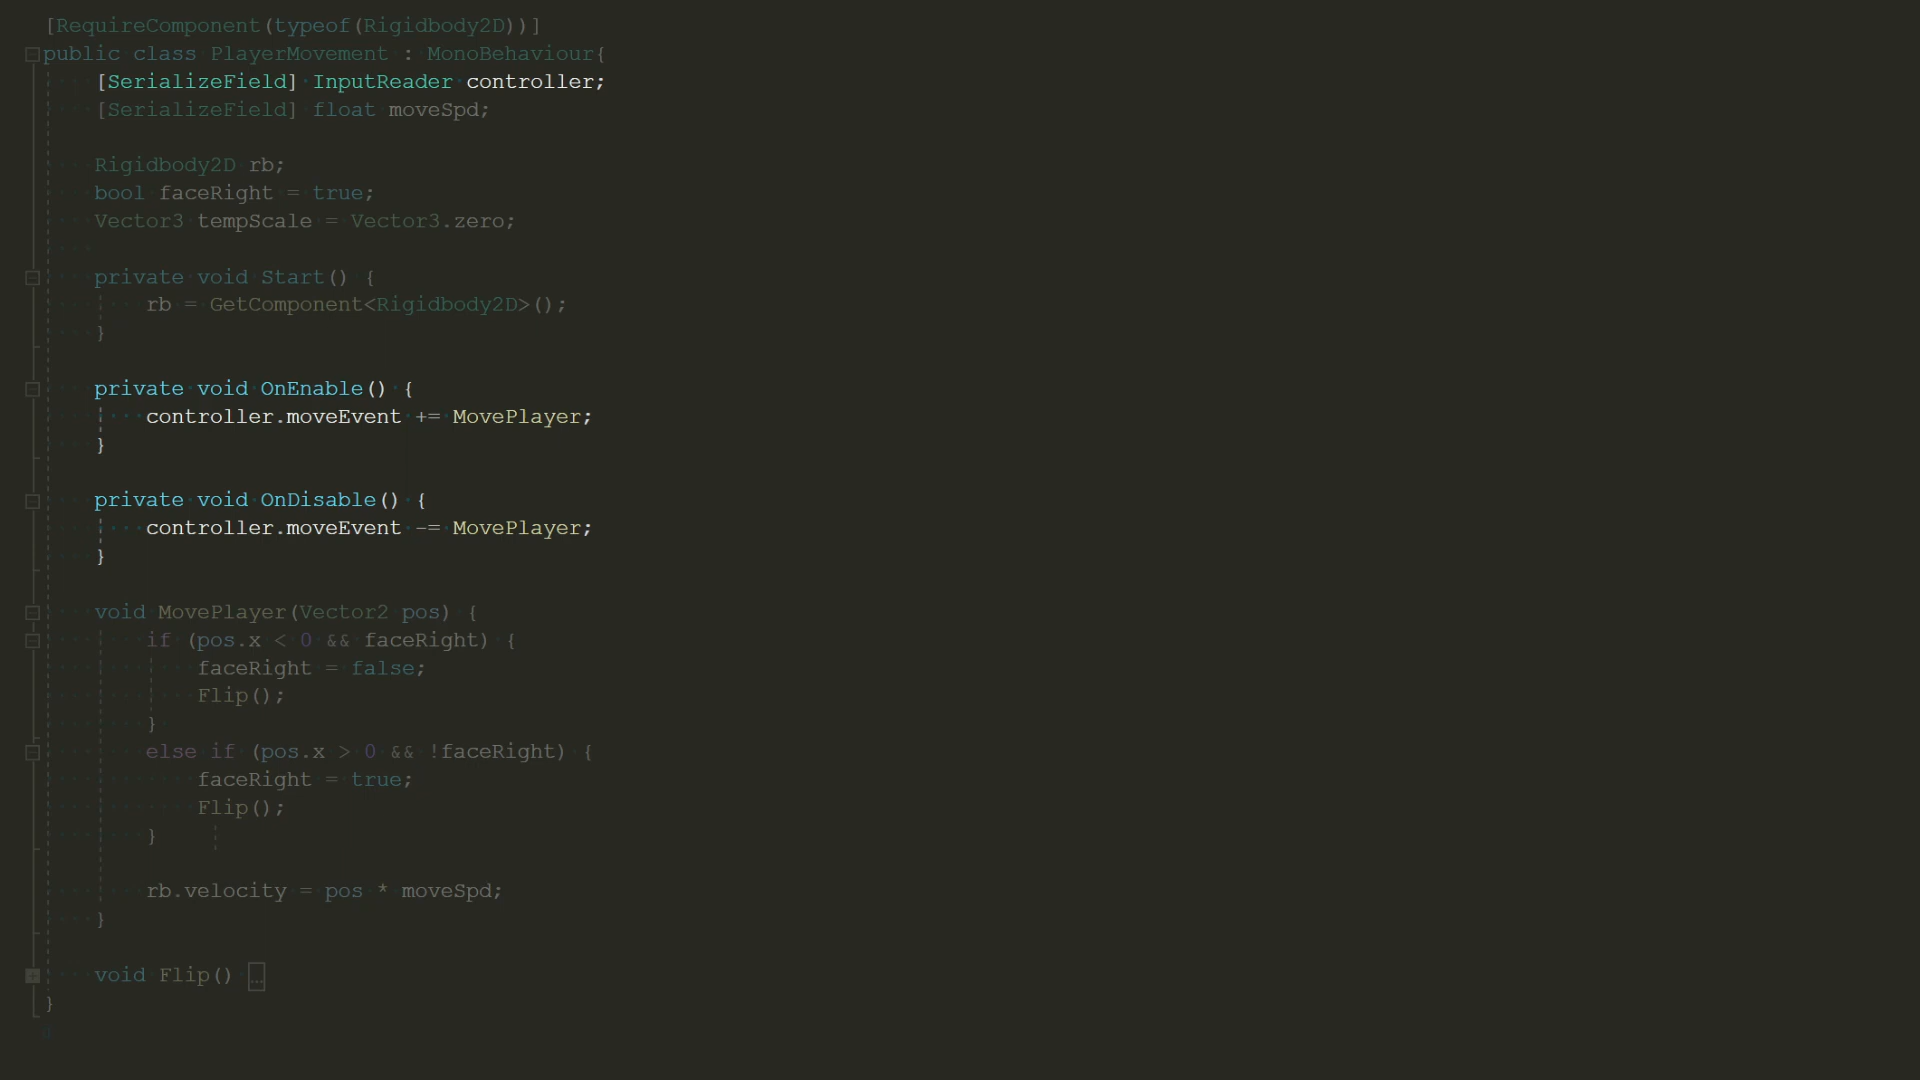 [RequireComponent(typeof(Rigidbody2D))]
public class PlayerMovement : MonoBehaviour{
[SerializeField] InputReader controller;
[SerializeField] float moveSpd;
Rigidbody2D rb;
bool faceRight = true;
Vector3 tempScale = Vector3.zero;
private void Start() {
rb = GetComponent<Rigidbody2D>();
}
private void OnEnable() {
controller.moveEvent += MovePlayer;
}
private void OnDisable() {
controller.moveEvent -= MovePlayer;
}
void MovePlayer(Vector2 pos) {
if (pos.x < 0 && faceRight) {
faceRight = false;
Flip();
}
else if (pos.x > 0 && !faceRight) {
faceRight = true;
Flip();
}
rb.velocity = pos * moveSpd;
}
void Flip() ...
}